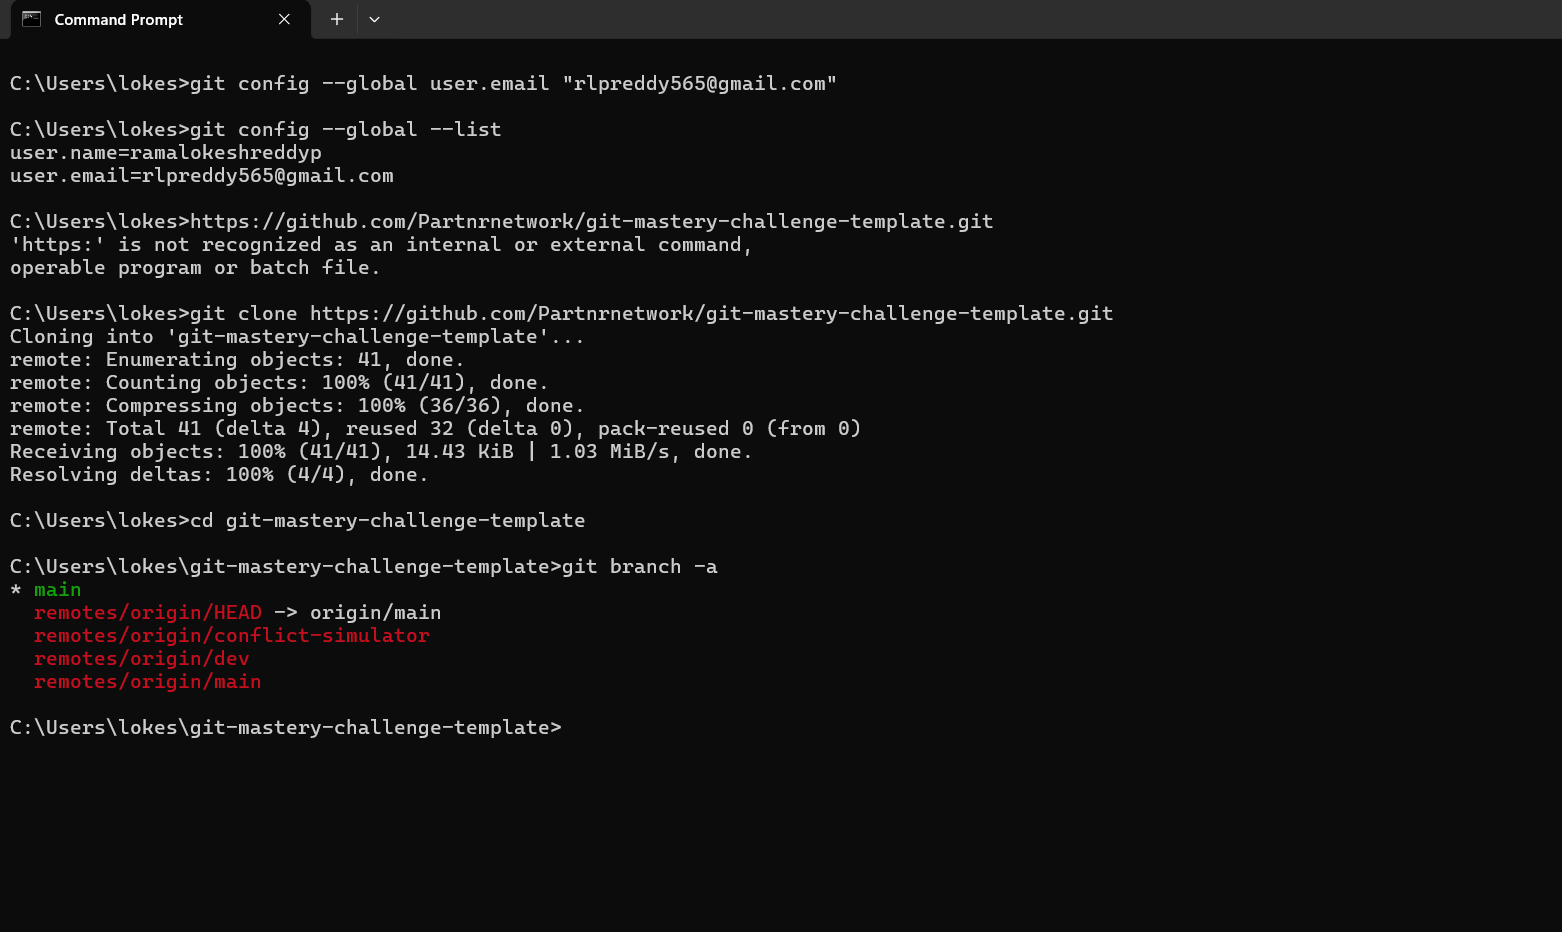 Command Prompt
C:\Users\lokes>git config --global user.email "rlpreddy565@gmail.com"
C:\Users\lokes>git config --global --list
user.name=ramalokeshreddyp
user.email=rlpreddy565@gmail.com
C:\Users\lokes>https://github.com/Partnrnetwork/git-mastery-challenge-template.git
'https:' is not recognized as an internal or external command,
operable program or batch file.
C:\Users\lokes>git clone https://github.com/Partnrnetwork/git-mastery-challenge-template.git
Cloning into 'git-mastery-challenge-template'...
remote: Enumerating objects: 41, done.
remote: Counting objects: 100% (41/41), done.
remote: Compressing objects: 100% (36/36), done.
remote: Total 41 (delta 4), reused 32 (delta 0), pack-reused 0 (from 0)
Receiving objects: 100% (41/41), 14.43 KiB | 1.03 MiB/s, done.
Resolving deltas: 100% (4/4), done.
C:\Users\lokes>cd git-mastery-challenge-template
C:\Users\lokes\git-mastery-challenge-template>git branch -a
* main
  remotes/origin/HEAD -> origin/main
  remotes/origin/conflict-simulator
  remotes/origin/dev
  remotes/origin/main
C:\Users\lokes\git-mastery-challenge-template>